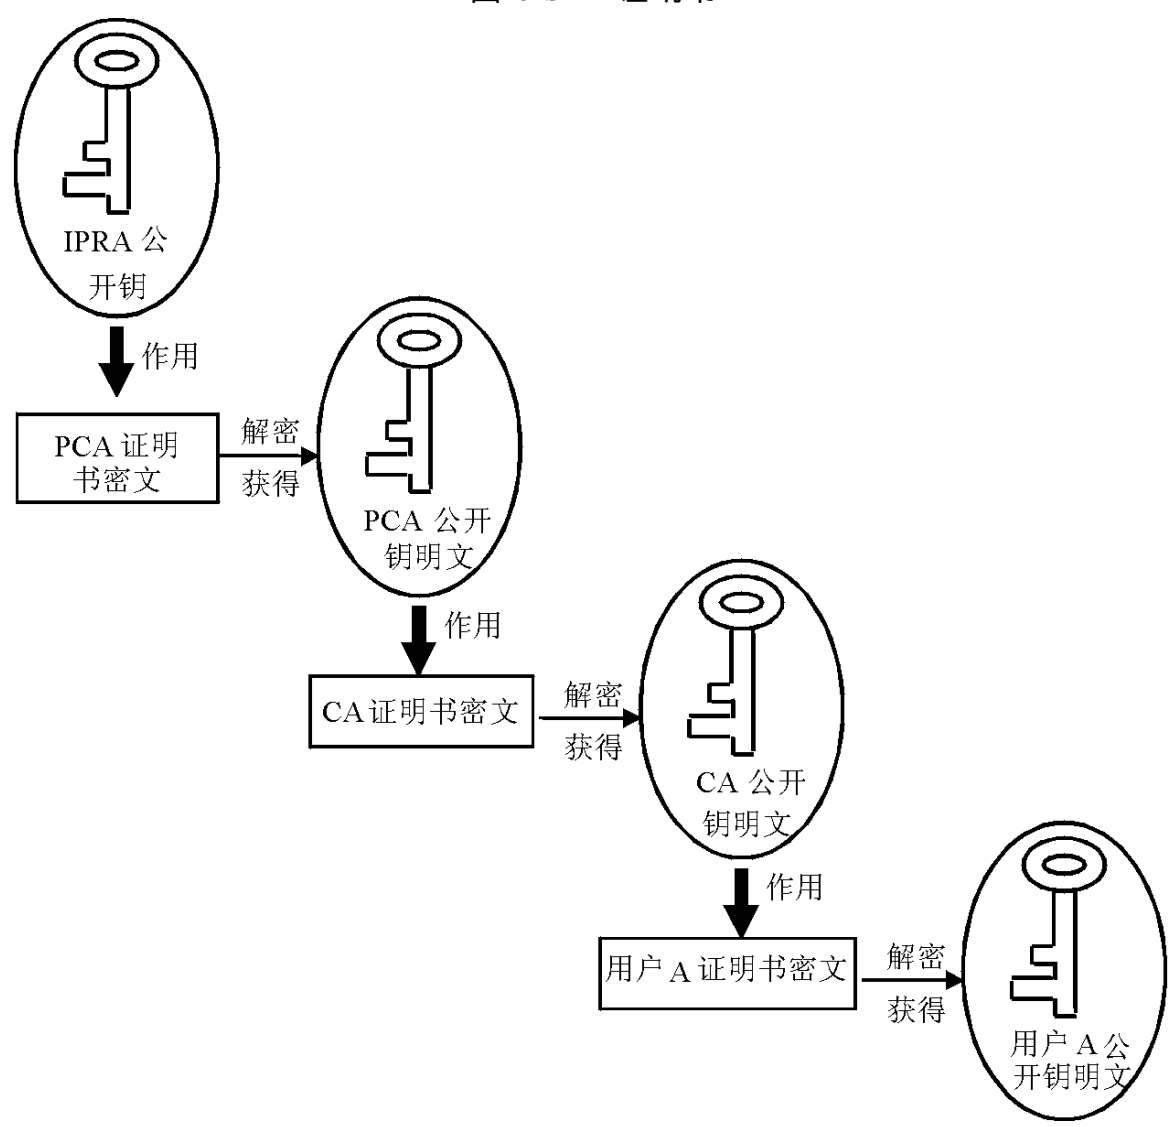 IPRA 公
开钥
作用
PCA 证明
书密文
解密
获得
PCA 公开
钥明文
作用
CA 证明书密文
解密
获得
CA 公开
钥明文
作用
用户 A 证明书密文
解密
获得
用户 A 公
开钥明文